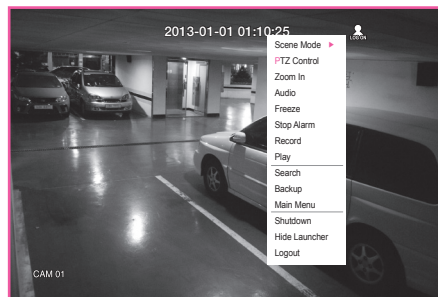 2013-01-01 01:10:25
LOG ON
Scene Mode
PTZ Control
Zoom In
Audio
Freeze
Stop Alarm
Record
Play
Search
Backup
Main Menu
Shutdown
Hide Launcher
Logout
CAM 01